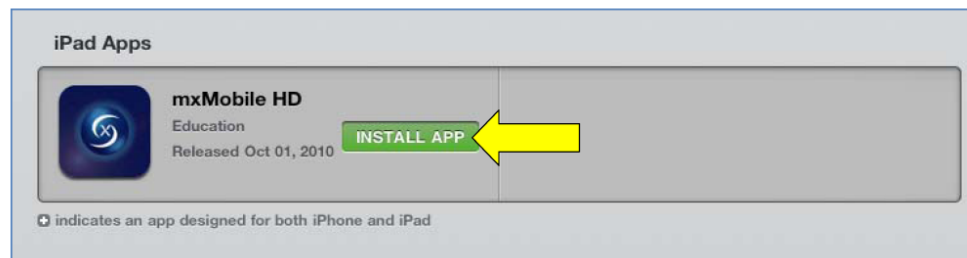 iPad Apps
mxMobile HD
Education
Released Oct 01, 2010
INSTALL APP
indicates an app designed for both iPhone and iPad